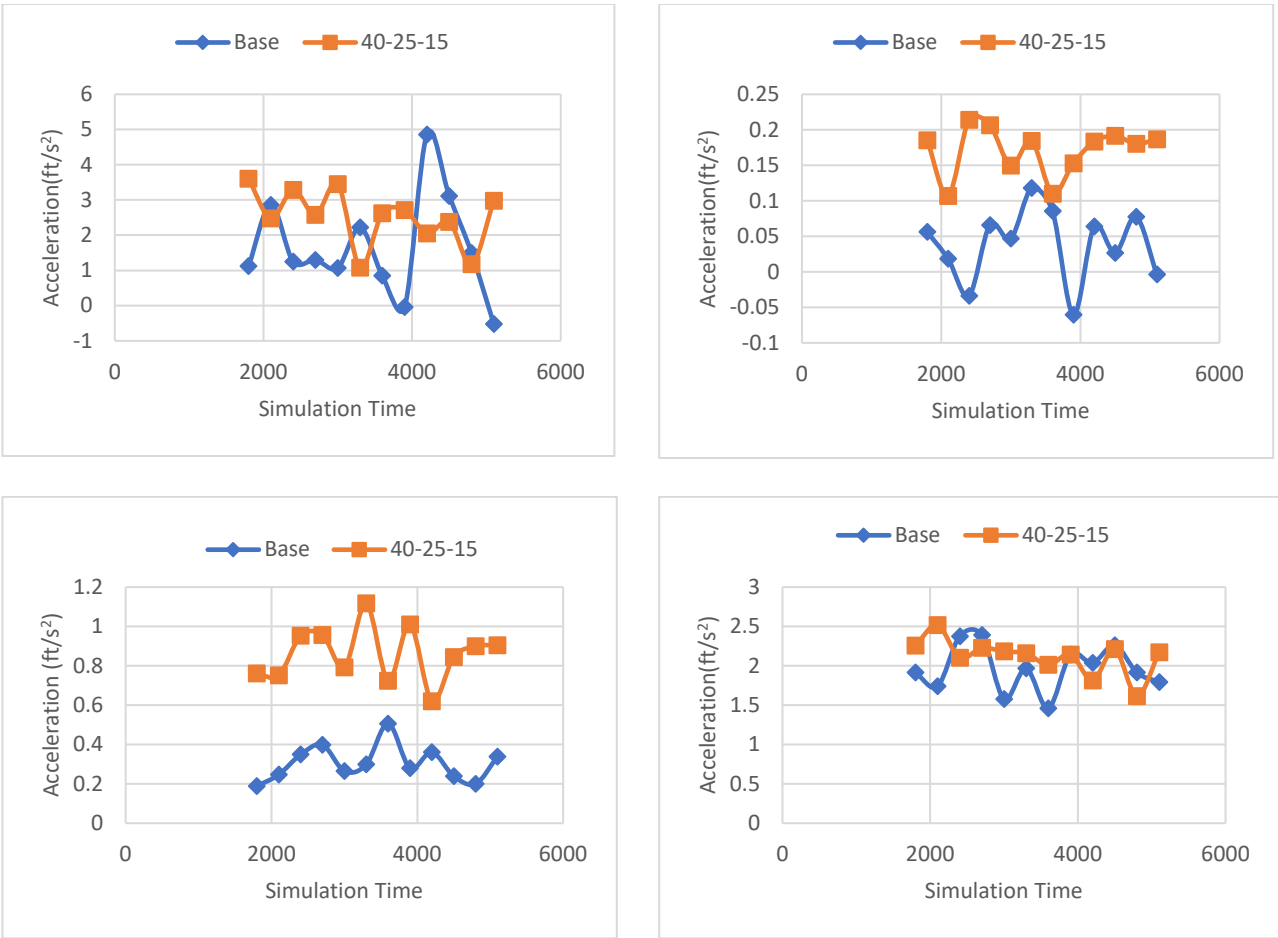 Base 40-25-15
6
5
4
3
2
1
0
-1
Acceleration(ft/s²)
0 2000 4000 6000
Simulation Time
Base 40-25-15
0.25
0.2
0.15
0.1
0.05
0
-0.05
-0.1
Acceleration(ft/s²)
0 2000 4000 6000
Simulation Time
Base 40-25-15
1.2
1
0.8
0.6
0.4
0.2
0
Acceleration (ft/s²)
0 2000 4000 6000
Simulation Time
Base 40-25-15
3
2.5
2
1.5
1
0.5
0
Acceleration(ft/s²)
0 2000 4000 6000
Simulation Time